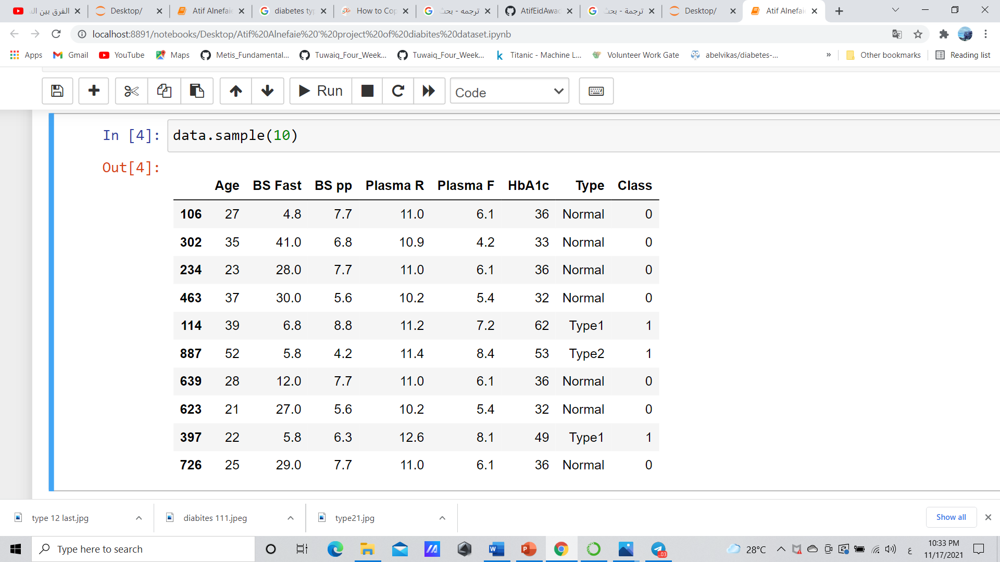 الفرق بين ال
Desktop/
Atif Alnefaie
diabetes typ
How to Cop
ترجمه - بحث
AtifEidAwad
ترجمة - بحث
Desktop/
Atif Alnefai
localhost:8891/notebooks/Desktop/Atif%20Alnefaie%20'%20project%20of%20diabites%20dataset.ipynb
Apps Gmail YouTube Maps Metis_Fundamental... Tuwaiq_Four_Week... Tuwaiq_Four_Week... Titanic - Machine L... Volunteer Work Gate abelvikas/diabetes-... » Other bookmarks Reading list
Run Code
In [4]: data.sample(10)
Out[4]:
Age BS Fast BS pp Plasma R Plasma F HbA1c Type Class
106 27 4.8 7.7 11.0 6.1 36 Normal 0
302 35 41.0 6.8 10.9 4.2 33 Normal 0
234 23 28.0 7.7 11.0 6.1 36 Normal 0
463 37 30.0 5.6 10.2 5.4 32 Normal 0
114 39 6.8 8.8 11.2 7.2 62 Type1 1
887 52 5.8 4.2 11.4 8.4 53 Type2 1
639 28 12.0 7.7 11.0 6.1 36 Normal 0
623 21 27.0 5.6 10.2 5.4 32 Normal 0
397 22 5.8 6.3 12.6 8.1 49 Type1 1
726 25 29.0 7.7 11.0 6.1 36 Normal 0
type 12 last.jpg diabites 111.jpeg type21.jpg Show all
Type here to search
28°C
ع
10:33 PM
11/17/2021